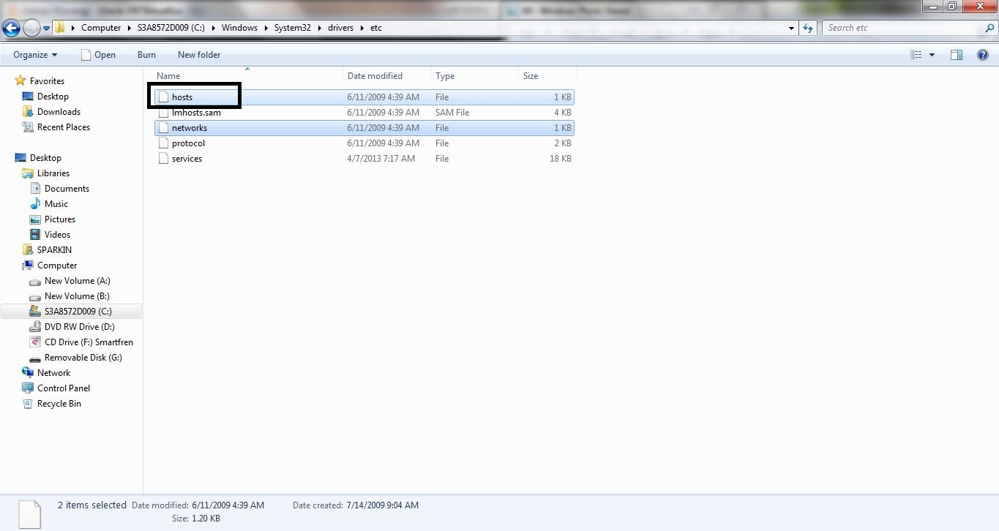 Computer S3A8572D009 (C:) Windows System32 drivers etc Search etc
Organize Open Burn New folder
Name Date modified Type Size
hosts 6/11/2009 4:39 AM File 1 KB
lmhosts.sam 6/11/2009 4:39 AM SAM File 4 KB
networks 6/11/2009 4:39 AM File 1 KB
protocol 6/11/2009 4:39 AM File 2 KB
services 4/7/2013 7:17 AM File 18 KB
Favorites
Desktop
Downloads
Recent Places
Desktop
Libraries
Documents
Music
Pictures
Videos
SPARKIN
Computer
New Volume (A:)
New Volume (B:)
S3A8572D009 (C:)
DVD RW Drive (D:)
CD Drive (F:) Smartfren
Removable Disk (G:)
Network
Control Panel
Recycle Bin
2 items selected Date modified: 6/11/2009 4:39 AM Date created: 7/14/2009 9:04 AM
Size: 1.20 KB